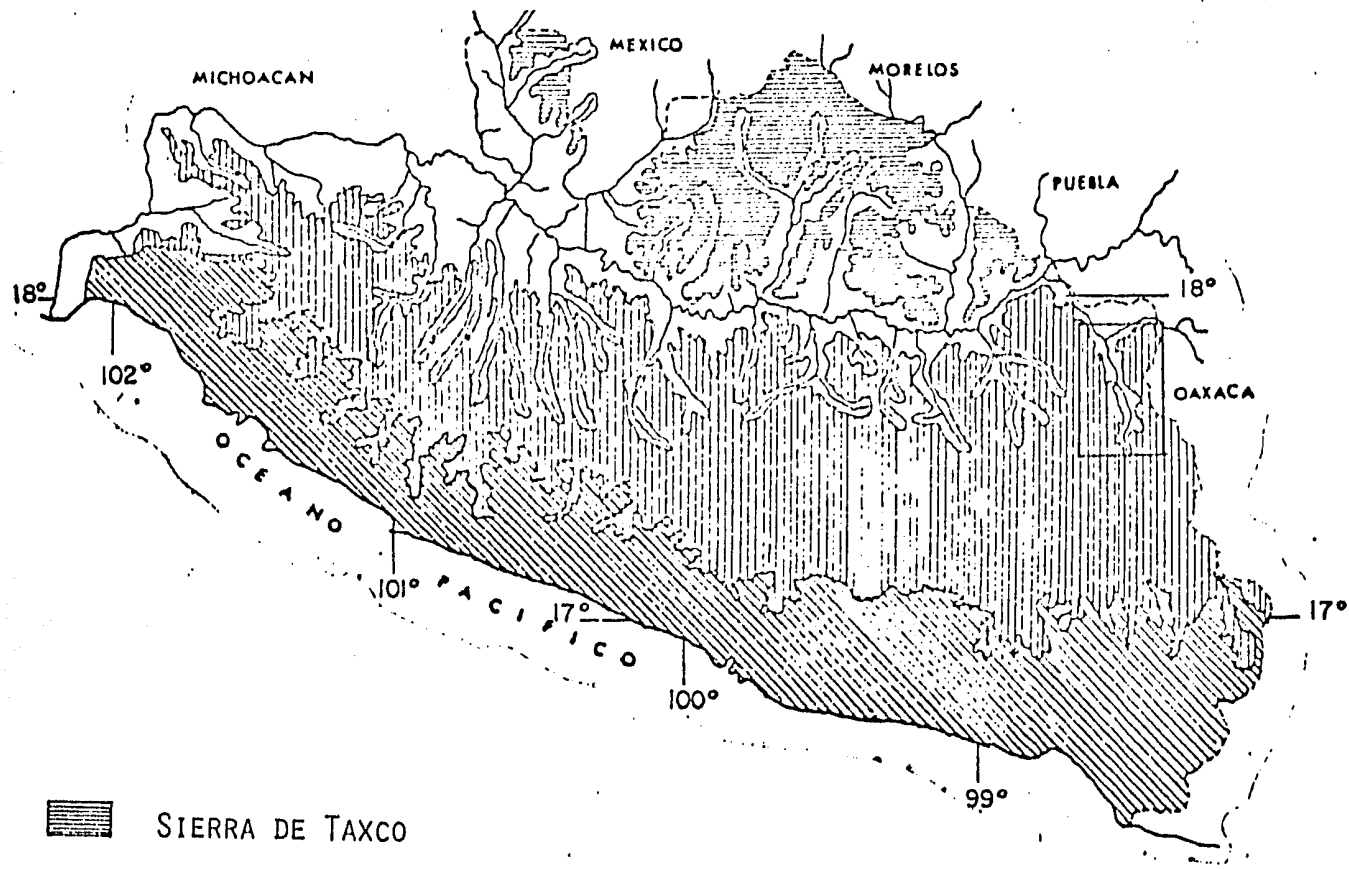 MEXICO
MICHOACAN
MORELOS
PUEBLA
18°
18°
102°
OAXACA
OCEANO PACIFICO
101°
17°
17°
100°
99°
SIERRA DE TAXCO